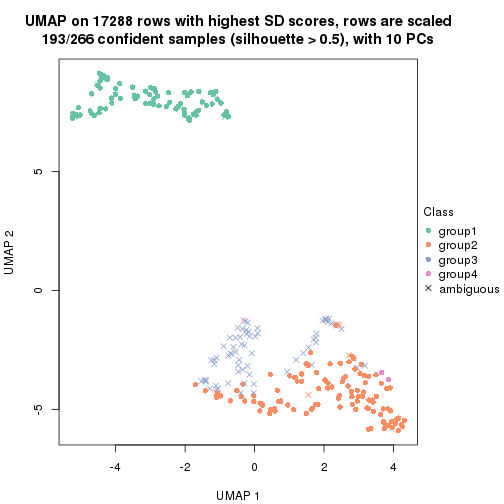 UMAP on 17288 rows with highest SD scores, rows are scaled
193/266 confident samples (silhouette > 0.5), with 10 PCs
5
0
-5
UMAP 2
-4
-2
0
2
4
UMAP 1
Class
group1
group2
group3
group4
ambiguous